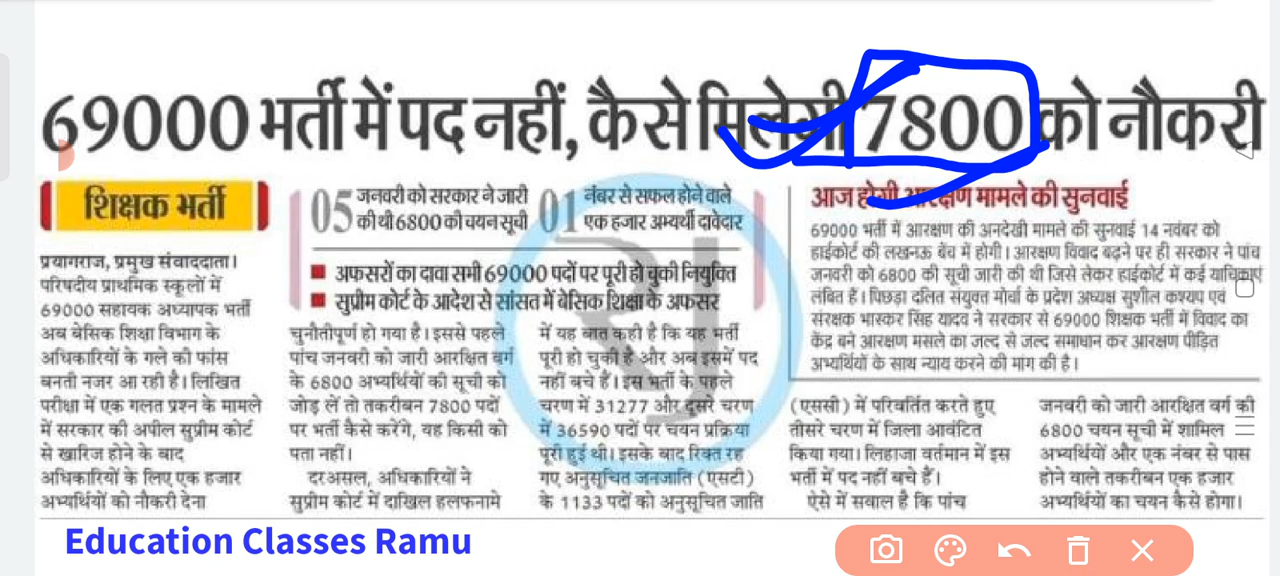 69000 भर्ती में पद नहीं, कैसे मिलेगी 7800 को नौकरी
शिक्षक भर्ती
प्रयागराज, प्रमुख संवाददाता।
परिषदीय प्राथमिक स्कूलों में
69000 सहायक अध्यापक भर्ती
अब बेसिक शिक्षा विभाग के
अधिकारियों के गले की फांस
बनती नजर आ रही है। लिखित
परीक्षा में एक गलत प्रश्न के मामले
में सरकार की अपील सुप्रीम कोर्ट
से खारिज होने के बाद
अधिकारियों के लिए एक हजार
अभ्यर्थियों को नौकरी देना
05 जनवरी को सरकार ने जारी
की थी 6800 की चयन सूची
01 नंबर से सफल होने वाले
एक हजार अभ्यर्थी दावेदार
अफसरों का दावा सभी 69000 पदों पर पूरी हो चुकी नियुक्ति
सुप्रीम कोर्ट के आदेश से सांसत में बेसिक शिक्षा के अफसर
चुनौतीपूर्ण हो गया है। इससे पहले
पांच जनवरी को जारी आरक्षित वर्ग
के 6800 अभ्यर्थियों की सूची को
जोड़ लें तो तकरीबन 7800 पदों
पर भर्ती कैसे करेंगे, यह किसी को
पता नहीं।
दरअसल, अधिकारियों ने
सुप्रीम कोर्ट में दाखिल हलफनामे
में यह बात कही है कि यह भर्ती
पूरी हो चुकी है और अब इसमें पद
नहीं बचे हैं। इस भर्ती के पहले
चरण में 31277 और दूसरे चरण
में 36590 पदों पर चयन प्रक्रिया
पूरी हुई थी। इसके बाद रिक्त रह
गए अनुसूचित जनजाति (एसटी)
के 1133 पदों को अनुसूचित जाति
आज होगी आरक्षण मामले की सुनवाई
69000 भर्ती में आरक्षण की अनदेखी मामले की सुनवाई 14 नवंबर को
हाईकोर्ट की लखनऊ बेंच में होगी। आरक्षण विवाद बढ़ने पर ही सरकार ने पांच
जनवरी को 6800 की सूची जारी की थी जिसे लेकर हाईकोर्ट में कई याचिकाएं
लंबित हैं। पिछड़ा दलित संयुक्त मोर्चा के प्रदेश अध्यक्ष सुशील कश्यप एवं
संरक्षक भास्कर सिंह यादव ने सरकार से 69000 शिक्षक भर्ती में विवाद का
केंद्र बने आरक्षण मसले का जल्द से जल्द समाधान कर आरक्षण पीड़ित
अभ्यर्थियों के साथ न्याय करने की मांग की है।
(एससी) में परिवर्तित करते हुए
तीसरे चरण में जिला आवंटित
किया गया। लिहाजा वर्तमान में इस
भर्ती में पद नहीं बचे हैं।
ऐसे में सवाल है कि पांच
जनवरी को जारी आरक्षित वर्ग की
6800 चयन सूची में शामिल
अभ्यर्थियों और एक नंबर से पास
होने वाले तकरीबन एक हजार
अभ्यर्थियों का चयन कैसे होगा।
RJ
Education Classes Ramu